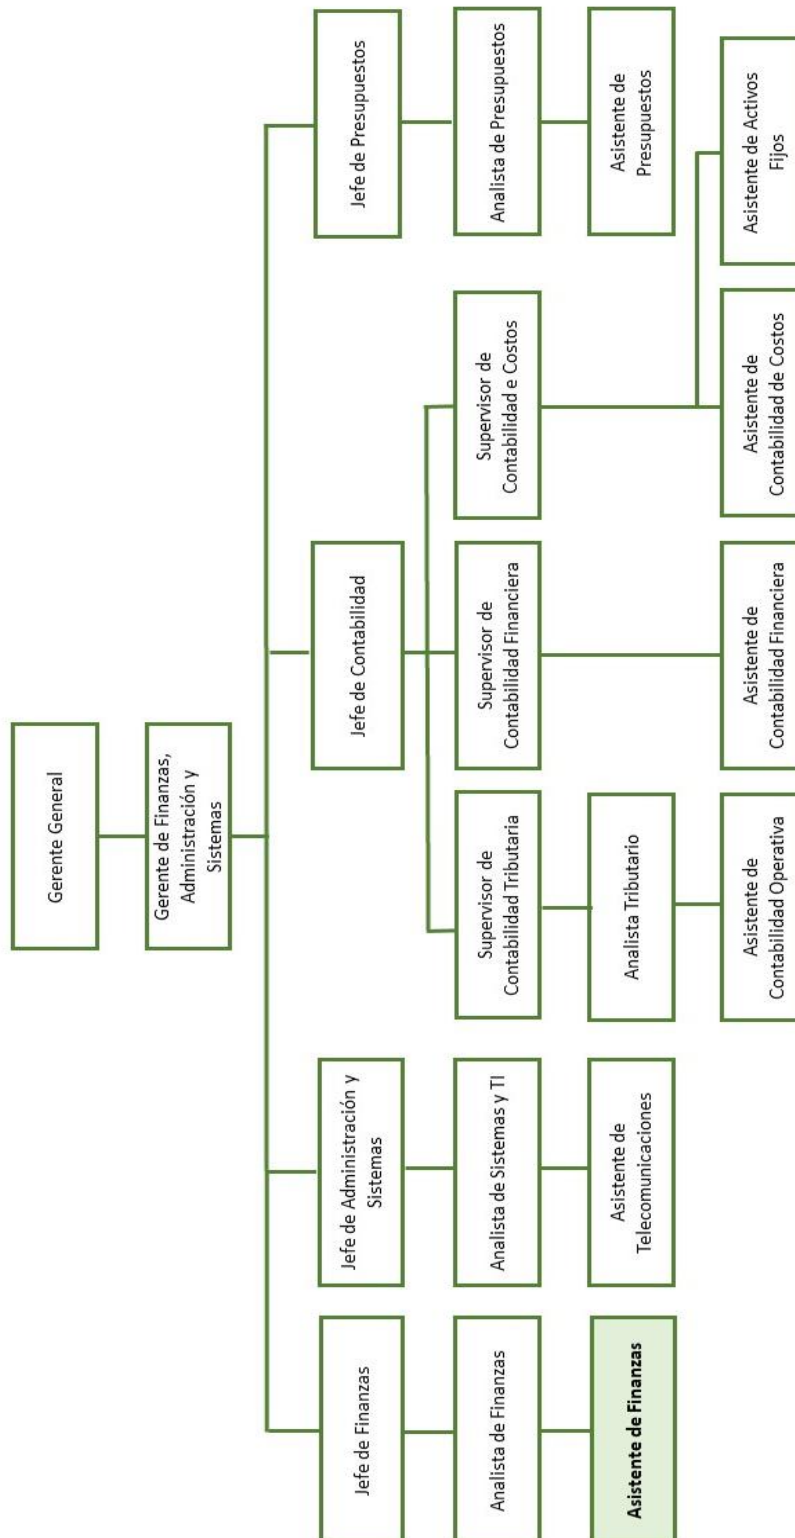 Gerente General
Gerente de Finanzas,
Administración y
Sistemas
Jefe de Finanzas
Jefe de Administración y
Sistemas
Jefe de Contabilidad
Jefe de Presupuestos
Analista de Finanzas
Analista de Sistemas y TI
Supervisor de
Contabilidad Tributaria
Supervisor de
Contabilidad Financiera
Supervisor de
Contabilidad e Costos
Analista de Presupuestos
Asistente de Finanzas
Asistente de
Telecomunicaciones
Analista Tributario
Asistente de
Presupuestos
Asistente de
Contabilidad Operativa
Asistente de
Contabilidad Financiera
Asistente de
Contabilidad de Costos
Asistente de Activos
Fijos